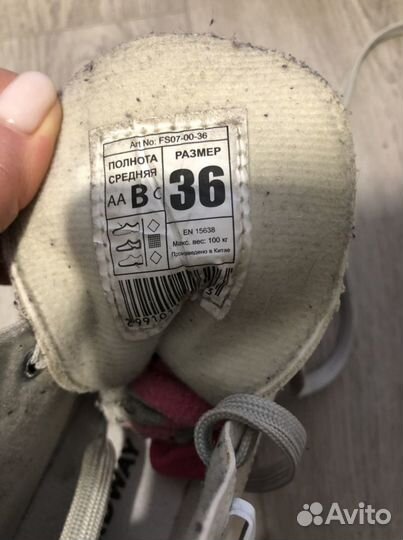 Art No: FS07-00-36
ПОЛНОТА
СРЕДНЯЯ
AA B C
РАЗМЕР
36
EN 15638
Макс. вес: 100 кг
Произведено в Китае
Avito